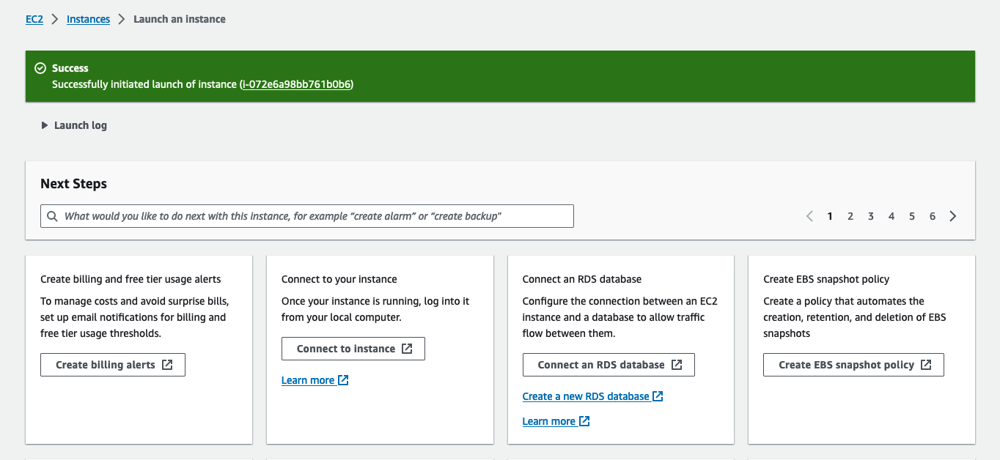 EC2 > Instances > Launch an instance
Success
Successfully initiated launch of instance (i-072e6a98bb761b0b6)
Launch log
Next Steps
What would you like to do next with this instance, for example “create alarm” or “create backup"
1 2 3 4 5 6
Create billing and free tier usage alerts
To manage costs and avoid surprise bills,
set up email notifications for billing and
free tier usage thresholds.
Create billing alerts
Connect to your instance
Once your instance is running, log into it
from your local computer.
Connect to instance
Learn more
Connect an RDS database
Configure the connection between an EC2
instance and a database to allow traffic
flow between them.
Connect an RDS database
Create a new RDS database
Learn more
Create EBS snapshot policy
Create a policy that automates the
creation, retention, and deletion of EBS
snapshots
Create EBS snapshot policy